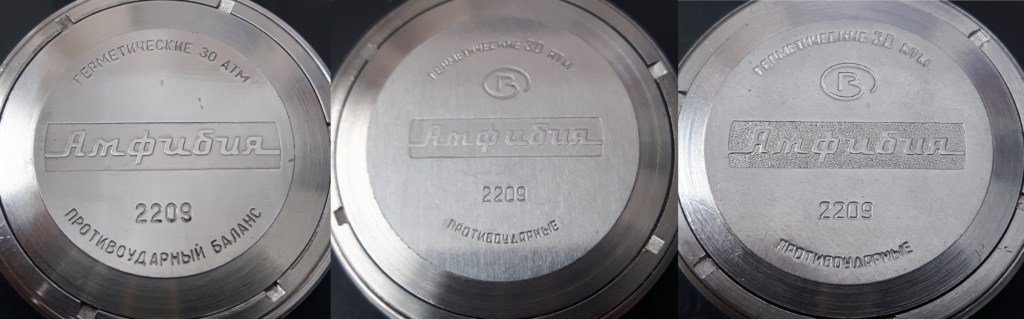 ГЕРМЕТИЧЕСКИЕ 30 АТМ
Амфибия
2209
ПРОТИВОУДАРНЫЙ БАЛАНС
ГЕРМЕТИЧЕСКИЕ 30 АТМ
В
Амфибия
2209
ПРОТИВОУДАРНЫЕ
ГЕРМЕТИЧЕСКИЕ 30 АТМ
В
Амфибия
2209
ПРОТИВОУДАРНЫЕ